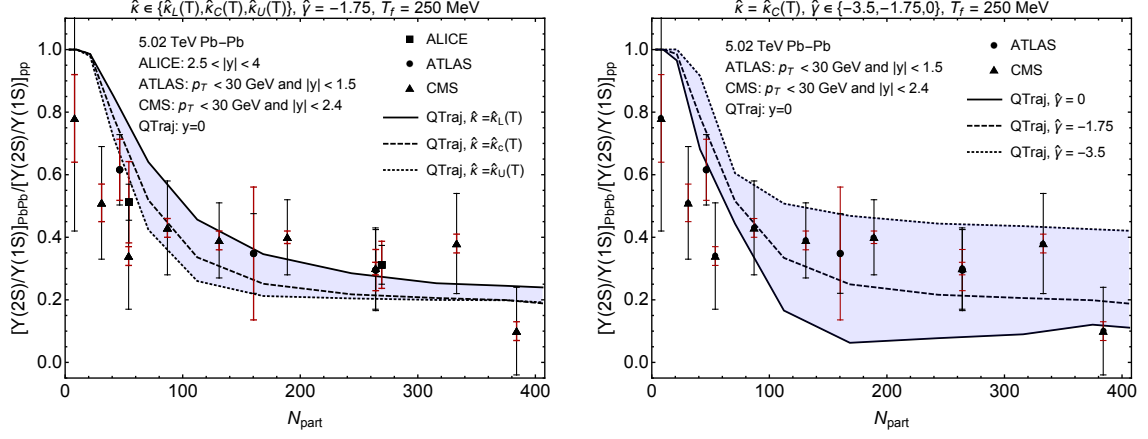 κ̂ ∈ {κ̂_L(T),κ̂_C(T),κ̂_U(T)}, γ̂ = −1.75, T_f = 250 MeV
[Υ(2S)/Υ(1S)]_PbPb/[Υ(2S)/Υ(1S)]_pp
1.0
0.8
0.6
0.4
0.2
0.0
5.02 TeV Pb-Pb
ALICE: 2.5 < |y| < 4
ATLAS: p_T < 30 GeV and |y| < 1.5
CMS: p_T < 30 GeV and |y| < 2.4
QTraj: y=0
ALICE
ATLAS
CMS
QTraj, κ̂ =κ̂_L(T)
QTraj, κ̂ =κ̂_c(T)
QTraj, κ̂ =κ̂_U(T)
0 100 200 300 400
N_part
κ̂ = κ̂_C(T), γ̂ ∈ {−3.5,−1.75,0}, T_f = 250 MeV
[Υ(2S)/Υ(1S)]_PbPb/[Υ(2S)/Υ(1S)]_pp
1.0
0.8
0.6
0.4
0.2
0.0
5.02 TeV Pb-Pb
ATLAS: p_T < 30 GeV and |y| < 1.5
CMS: p_T < 30 GeV and |y| < 2.4
QTraj: y=0
ATLAS
CMS
QTraj, γ̂ = 0
QTraj, γ̂ = −1.75
QTraj, γ̂ = −3.5
0 100 200 300 400
N_part